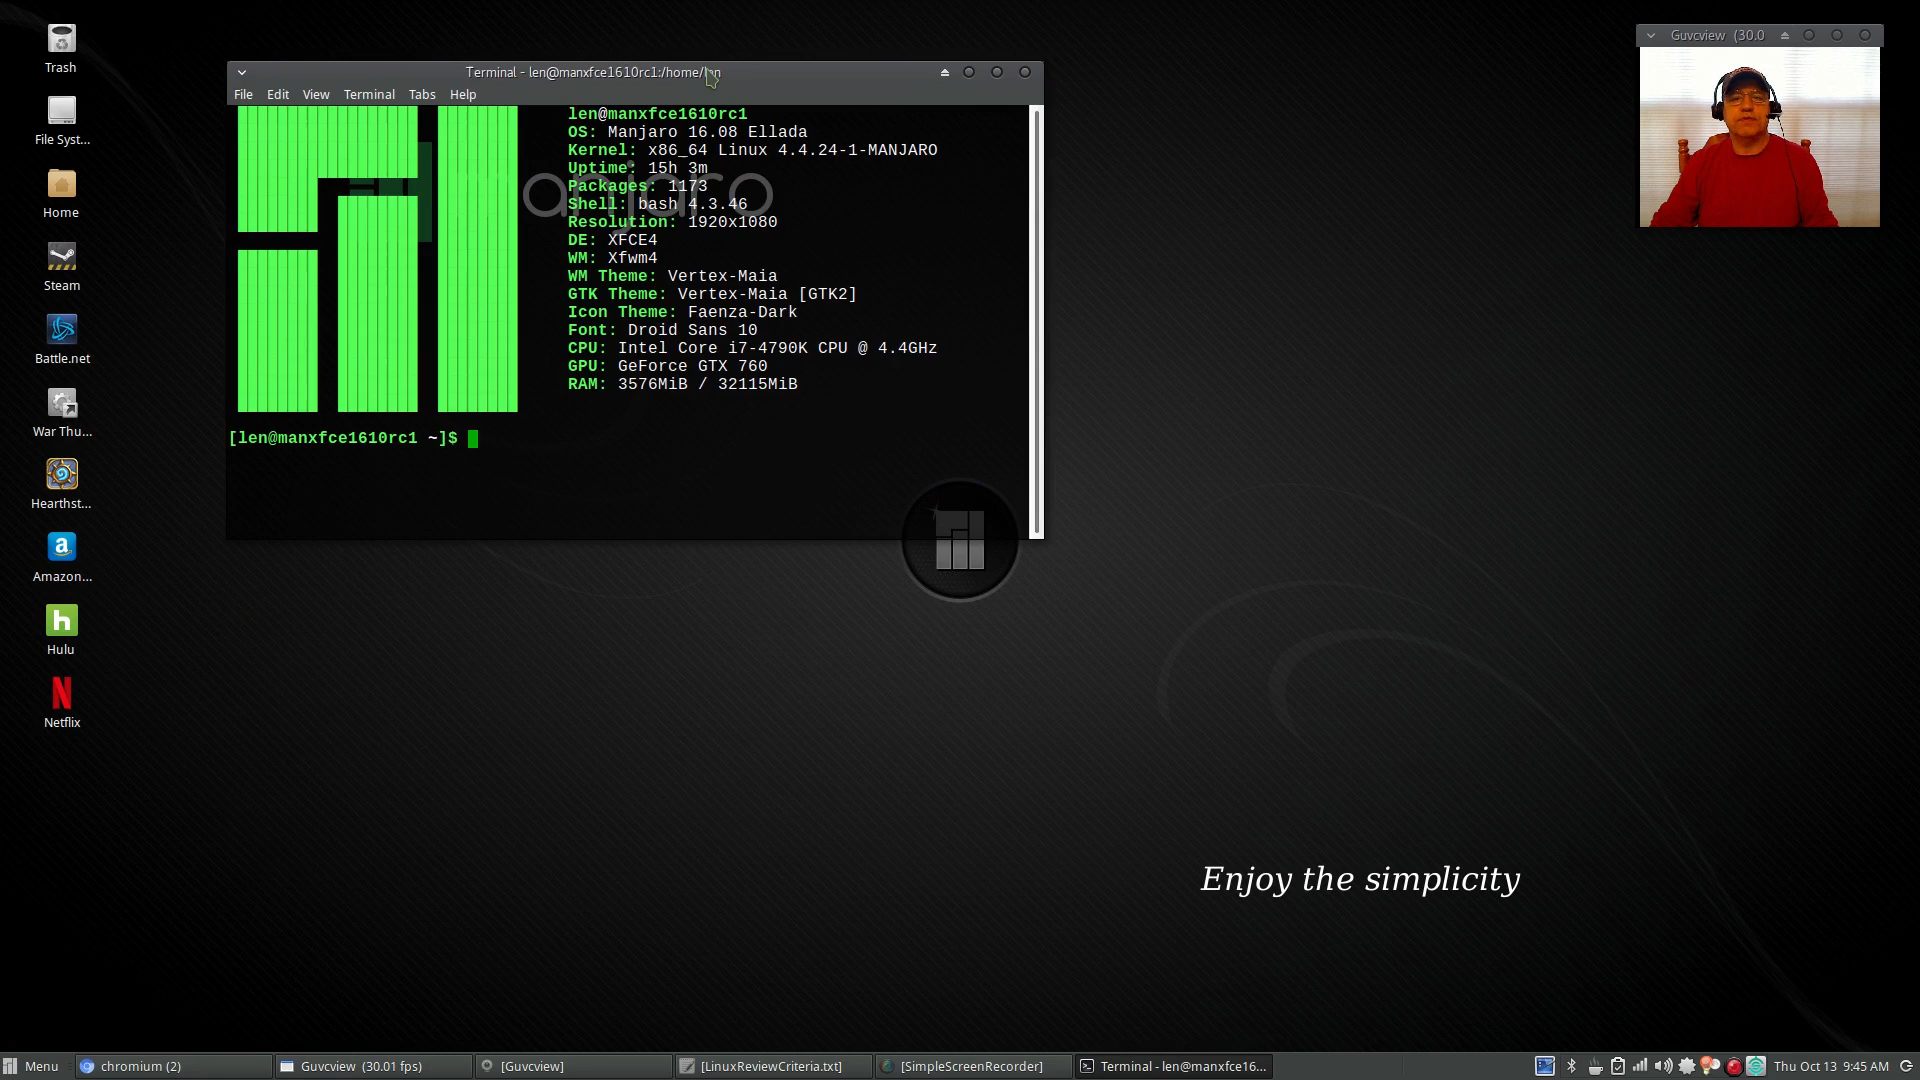 Trash
File Syst...
Home
Steam
Battle.net
War Thu...
Hearthst...
Amazon...
Hulu
Netflix
Terminal - len@manxfce1610rc1:/home/len
File Edit View Terminal Tabs Help
len@manxfce1610rc1
OS: Manjaro 16.08 Ellada
Kernel: x86_64 Linux 4.4.24-1-MANJARO
Uptime: 15h 3m
Packages: 1173
Shell: bash 4.3.46
Resolution: 1920x1080
DE: XFCE4
WM: Xfwm4
WM Theme: Vertex-Maia
GTK Theme: Vertex-Maia [GTK2]
Icon Theme: Faenza-Dark
Font: Droid Sans 10
CPU: Intel Core i7-4790K CPU @ 4.4GHz
GPU: GeForce GTX 760
RAM: 3576MiB / 32115MiB
manjaro
[len@manxfce1610rc1 ~]$
Guvcview (30.0
Enjoy the simplicity
Menu chromium (2) Guvcview (30.01 fps) [Guvcview] [LinuxReviewCriteria.txt] [SimpleScreenRecorder] Terminal - len@manxfce16... Thu Oct 13 9:45 AM